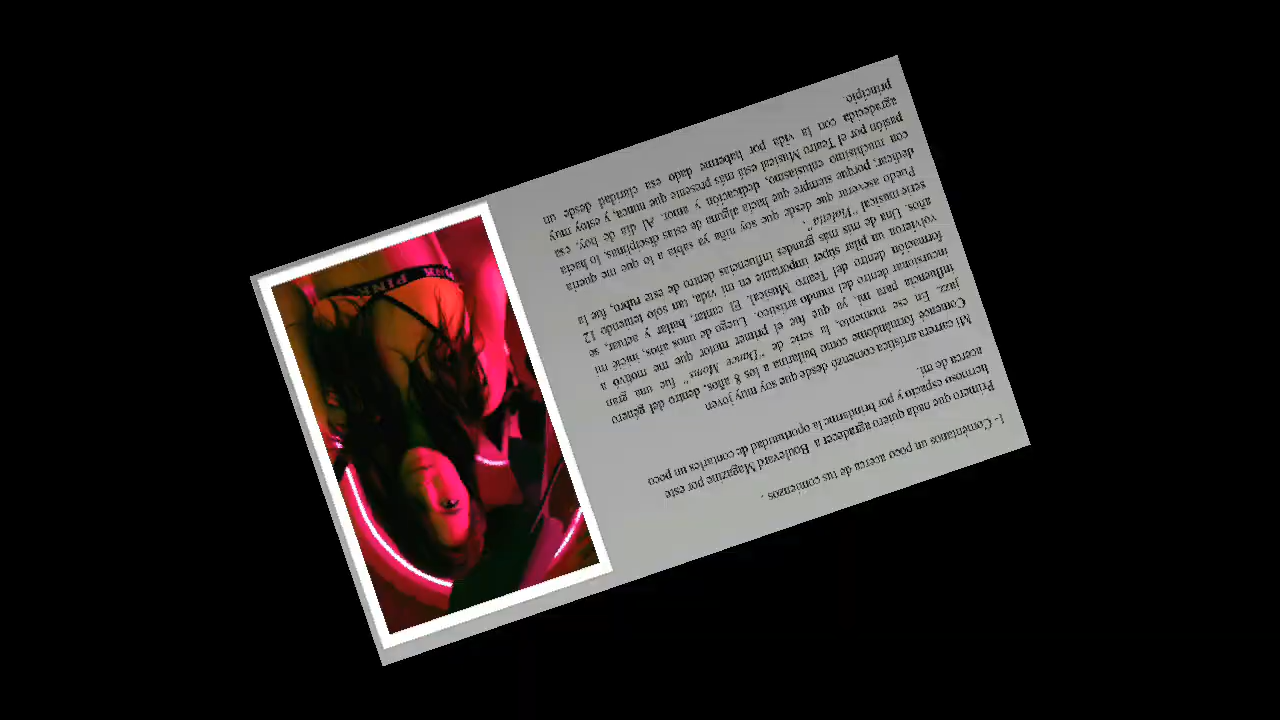 1- Coméntanos un poco acerca de tus comienzos .
Primero que nada quiero agradecer a Boulevard Magazine por este
hermoso espacio y por brindarme la oportunidad de contarles un poco
acerca de mi.
Mi carrera artística comenzó desde que soy muy joven
Comencé formándome como bailarina a los 8 años, dentro del género
jazz. En ese momento, la serie de "Dance Moms" fue una gran
influencia para mi ya que fue el primer motor que me motivó a
incursionar dentro del mundo artístico. Luego de unos años, inicié mi
formación dentro del Teatro Musical. El cantar, bailar y actuar, se
volvieron un pilar súper importante en mi vida, tan solo teniendo 12
años. Una de mis más grandes influencias dentro de este rubro, fue la
serie musical "Violetta".
Puedo aseverar que desde que soy niña ya sabía a lo que me quería
dedicar, porque siempre que hacía alguna de estas disciplinas, lo hacía
con muchísimo entusiasmo, dedicación y amor. Al día de hoy, esa
pasión por el Teatro Musical está más presente que nunca, y estoy muy
agradecida con la vida por haberme dado esa claridad desde un
principio.
PINK